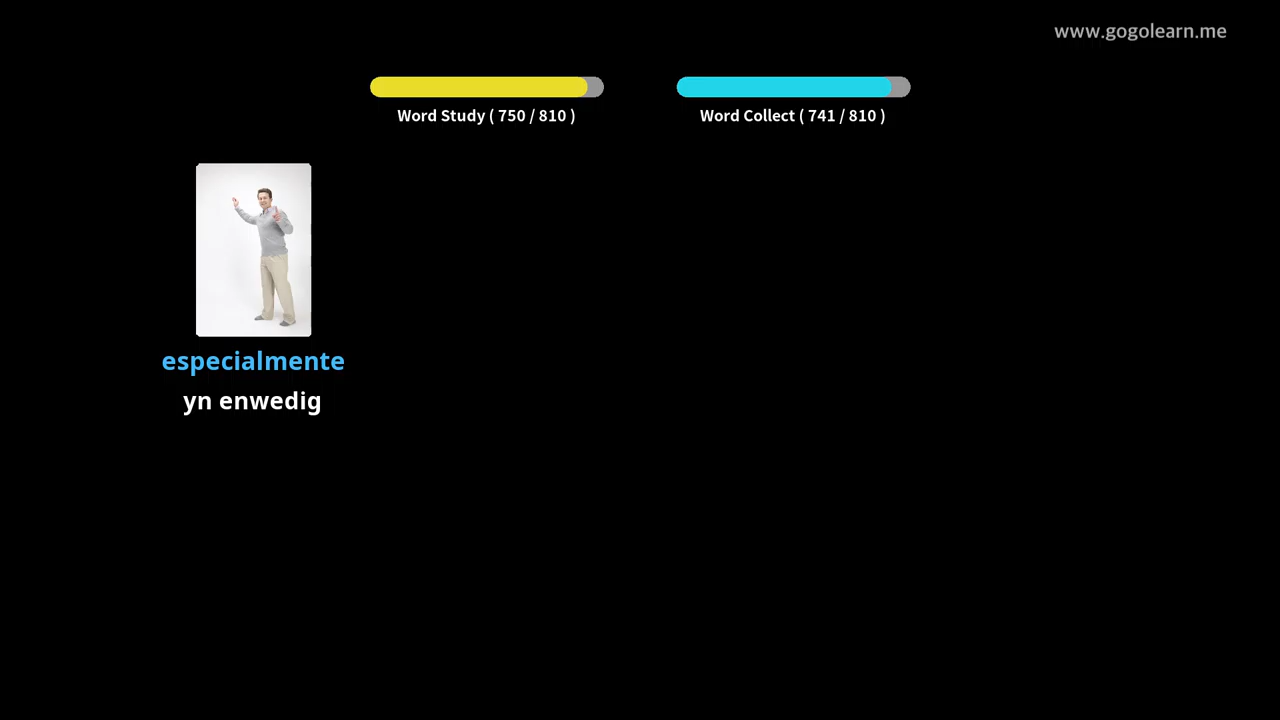 www.gogolearn.me
Word Study ( 750 / 810 )
Word Collect ( 741 / 810 )
especialmente
yn enwedig